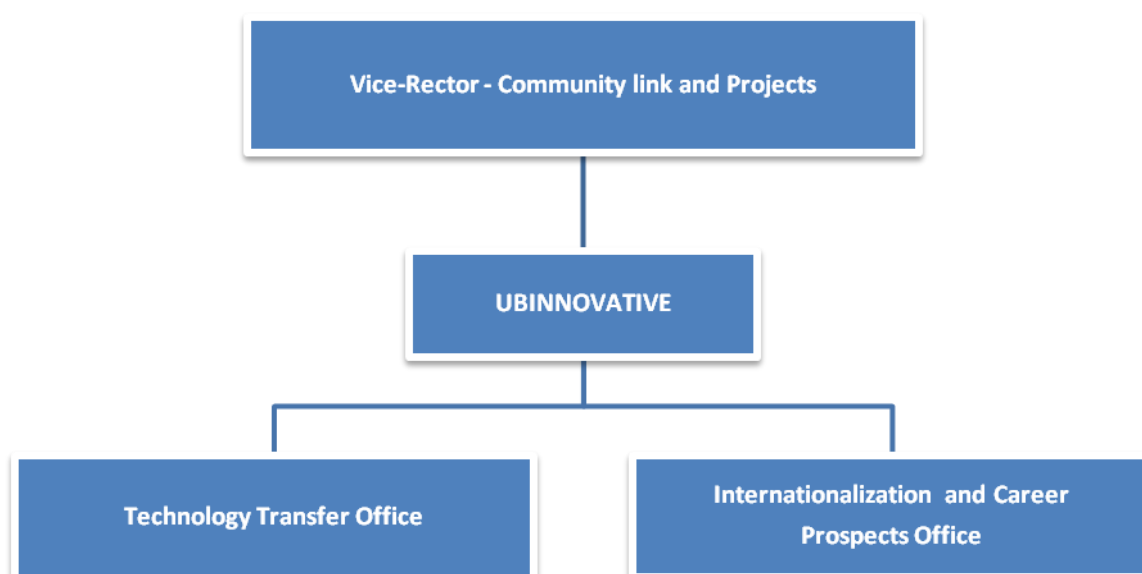 Vice-Rector - Community link and Projects
UBINNOVATIVE
Technology Transfer Office
Internationalization and Career
Prospects Office